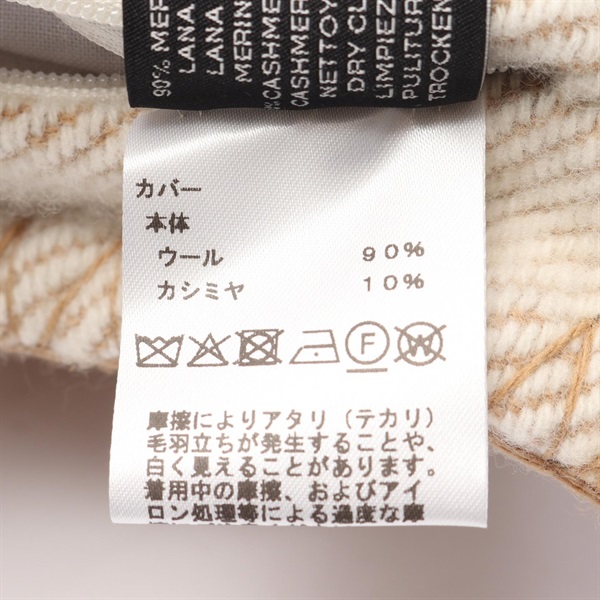 90% MER
LANA
LANA
MERIN
%CASHMER
CASHMER
NETTOY
DRY CL
LIMPIEZ
PULITUR
TROCKEN
カバー
本体
ウール 90%
カシミヤ 10%
F
W
摩擦によりアタリ（テカリ）
毛羽立ちが発生することや、
白く見えることがあります。
着用中の摩擦、およびアイ
ロン処理等による過度な摩